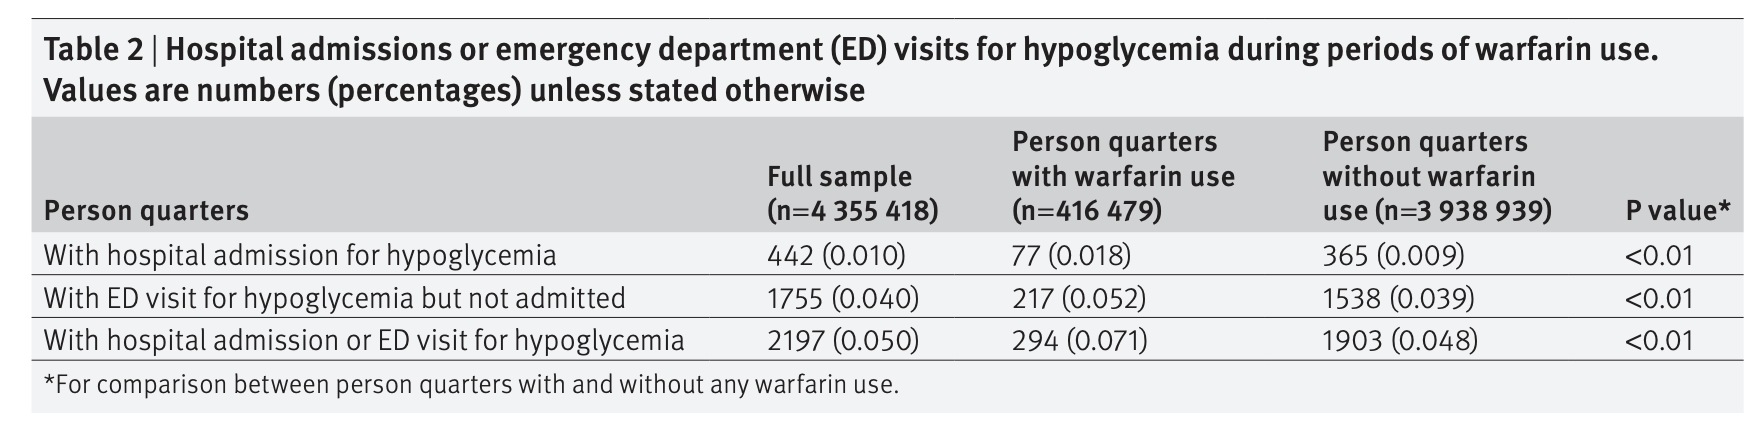 Table 2 | Hospital admissions or emergency department (ED) visits for hypoglycemia during periods of warfarin use.
Values are numbers (percentages) unless stated otherwise
Person quarters Full sample (n=4 355 418) Person quarters with warfarin use (n=416 479) Person quarters without warfarin use (n=3 938 939) P value*
With hospital admission for hypoglycemia 442 (0.010) 77 (0.018) 365 (0.009) <0.01
With ED visit for hypoglycemia but not admitted 1755 (0.040) 217 (0.052) 1538 (0.039) <0.01
With hospital admission or ED visit for hypoglycemia 2197 (0.050) 294 (0.071) 1903 (0.048) <0.01
*For comparison between person quarters with and without any warfarin use.